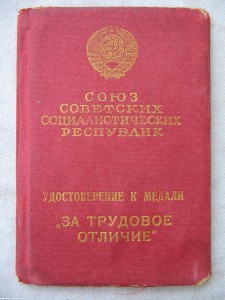 СОЮЗ
СОВЕТСКИХ
СОЦИАЛИСТИЧЕСКИХ
РЕСПУБЛИК
УДОСТОВЕРЕНИЕ К МЕДАЛИ
„ЗА ТРУДОВОЕ
ОТЛИЧИЕ"